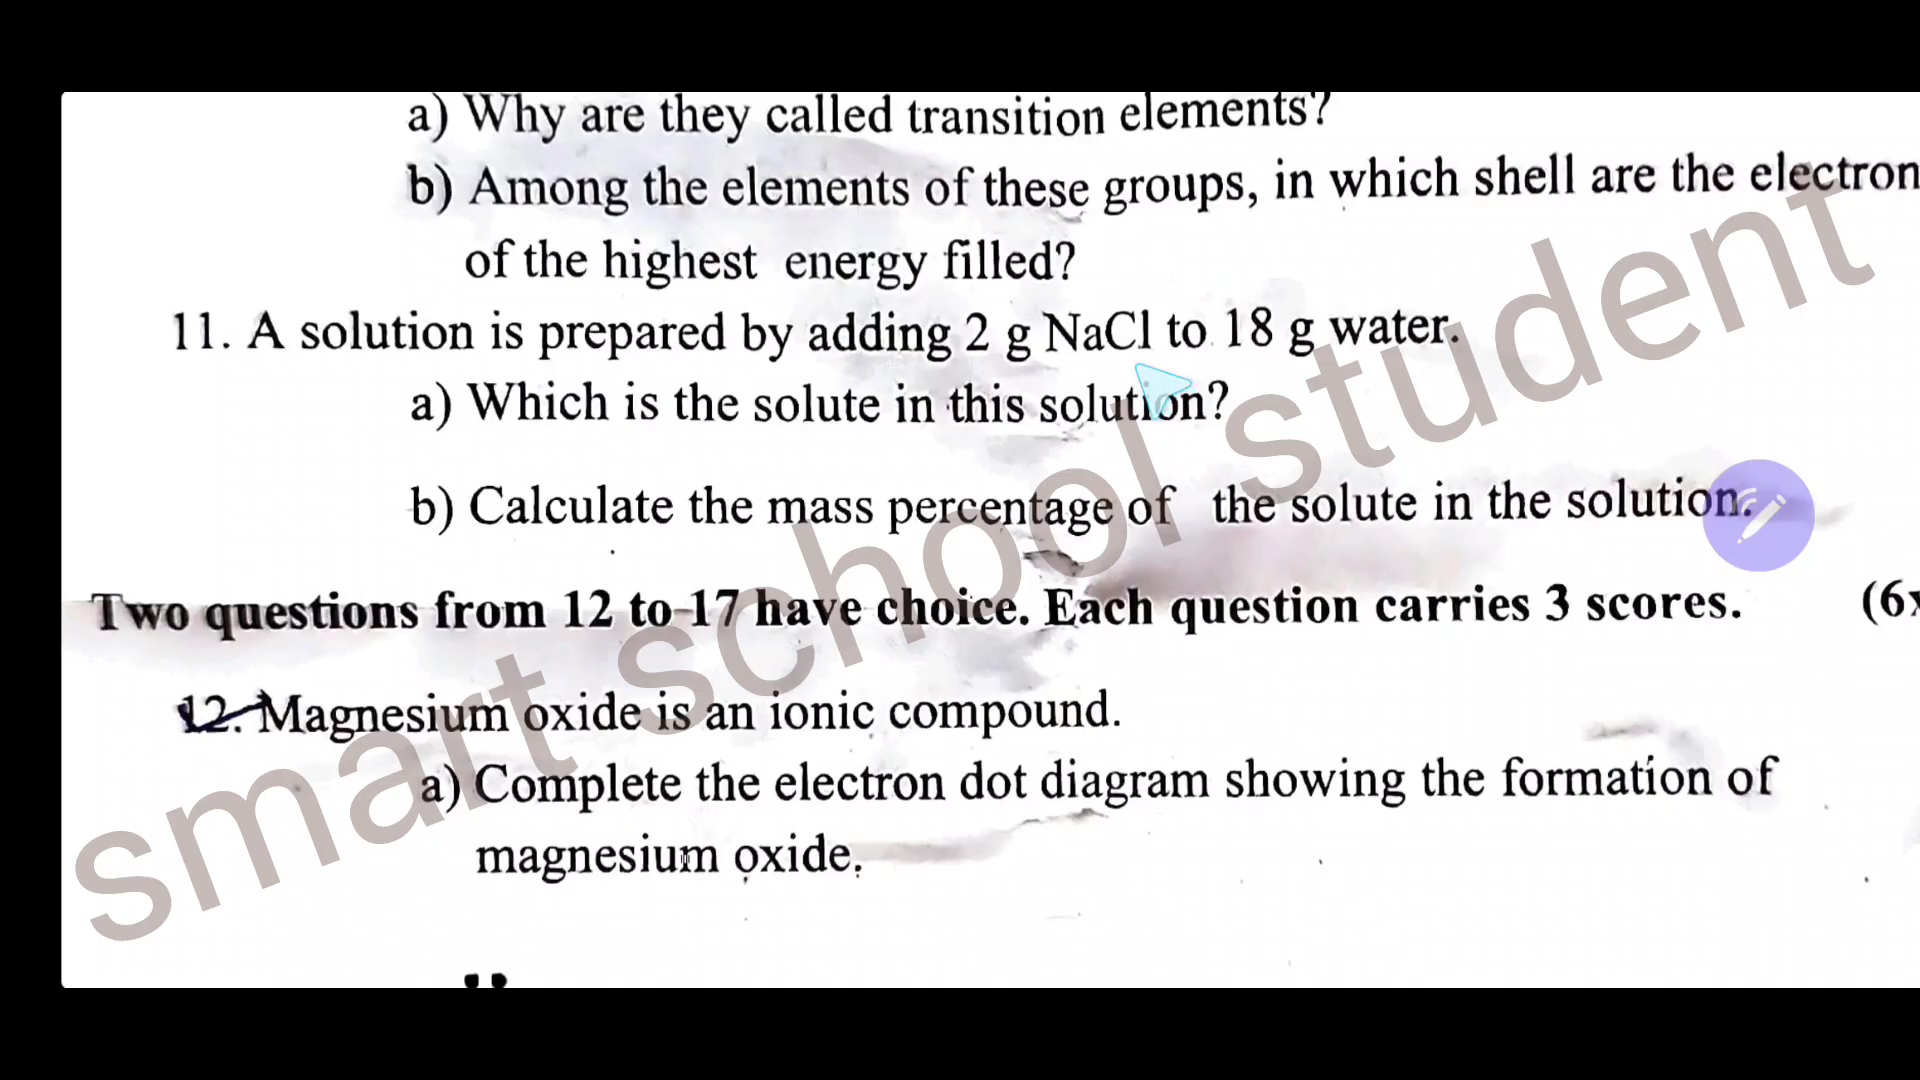 a) Why are they called transition elements?
b) Among the elements of these groups, in which shell are the electron
of the highest energy filled?
11. A solution is prepared by adding 2 g NaCl to 18 g water.
a) Which is the solute in this solution?
b) Calculate the mass percentage of the solute in the solution.
Two questions from 12 to 17 have choice. Each question carries 3 scores. (6x
12. Magnesium oxide is an ionic compound.
a) Complete the electron dot diagram showing the formation of
magnesium oxide.
smart school student